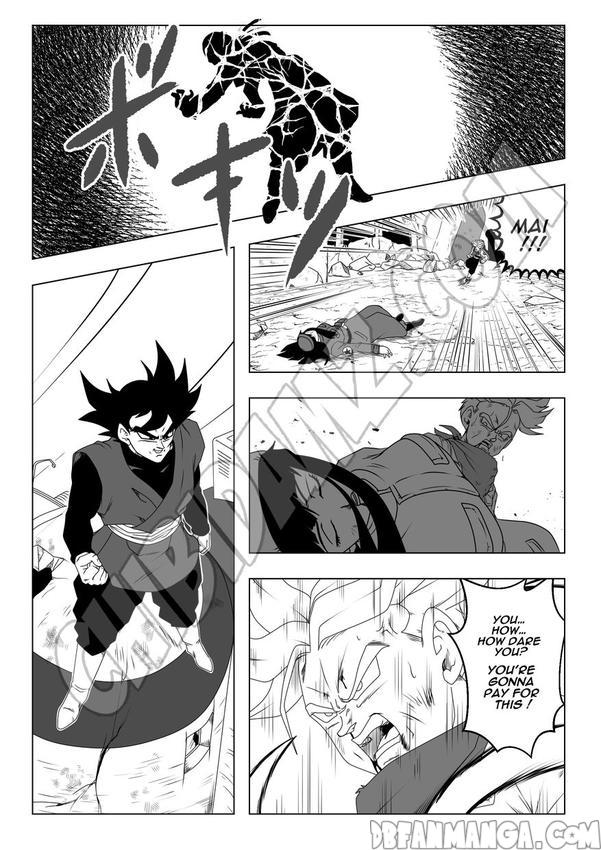 ボキッ
MAI
!!!
YOU...
HOW...
HOW DARE
YOU?
YOU'RE
GONNA
PAY FOR
THIS !
DBFANMANGA.COM